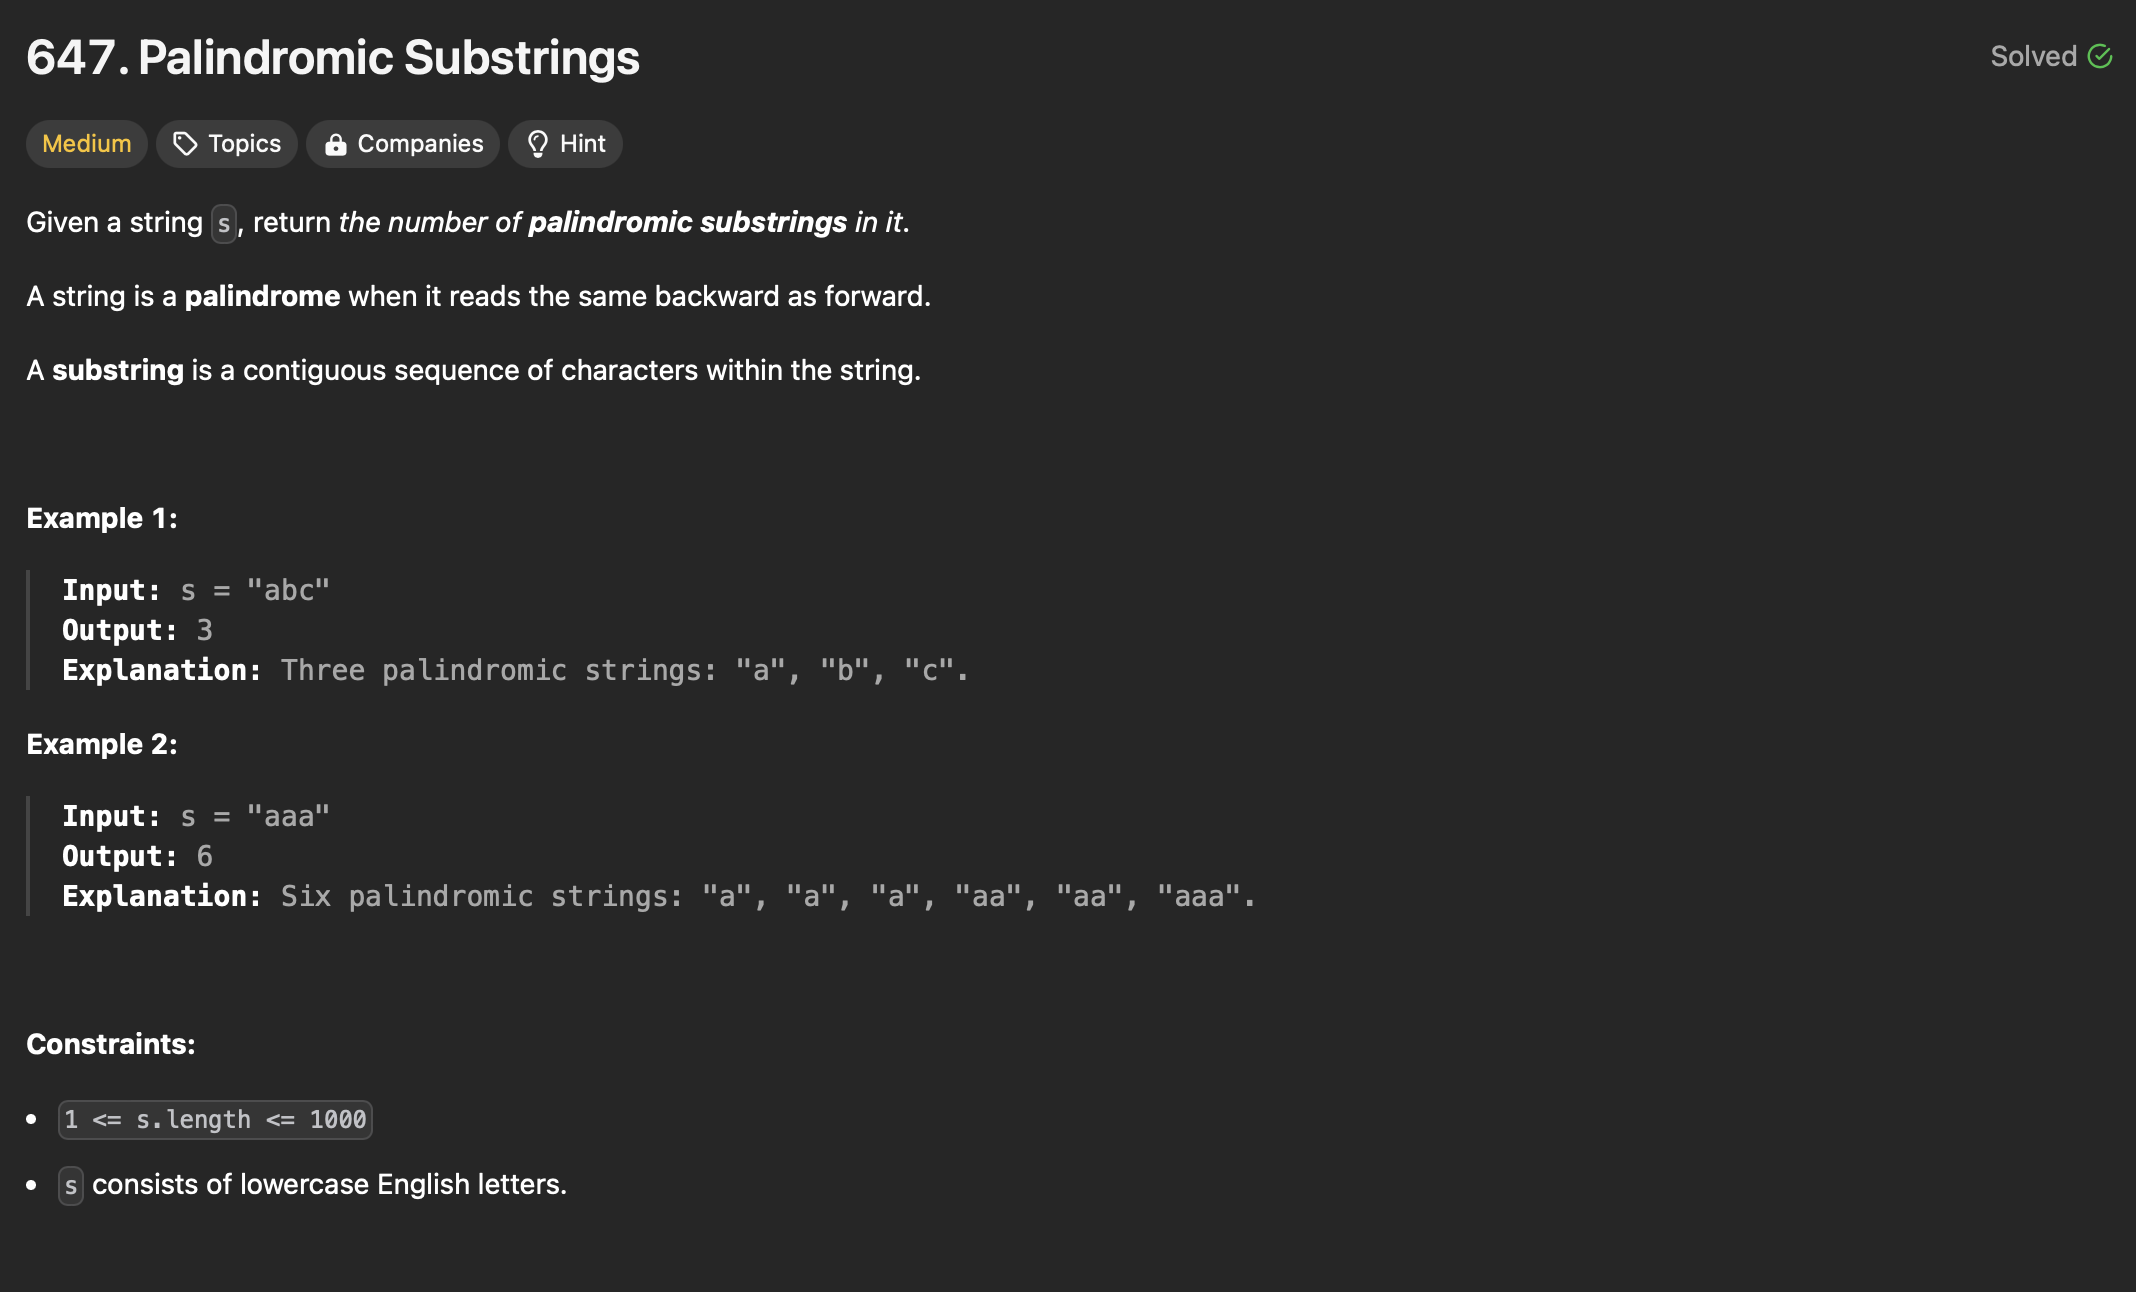 647. Palindromic Substrings
Solved
Medium
Topics
Companies
Hint
Given a string s, return the number of palindromic substrings in it.
A string is a palindrome when it reads the same backward as forward.
A substring is a contiguous sequence of characters within the string.
Example 1:
Input: s = "abc"
Output: 3
Explanation: Three palindromic strings: "a", "b", "c".
Example 2:
Input: s = "aaa"
Output: 6
Explanation: Six palindromic strings: "a", "a", "a", "aa", "aa", "aaa".
Constraints:
1 <= s.length <= 1000
s consists of lowercase English letters.